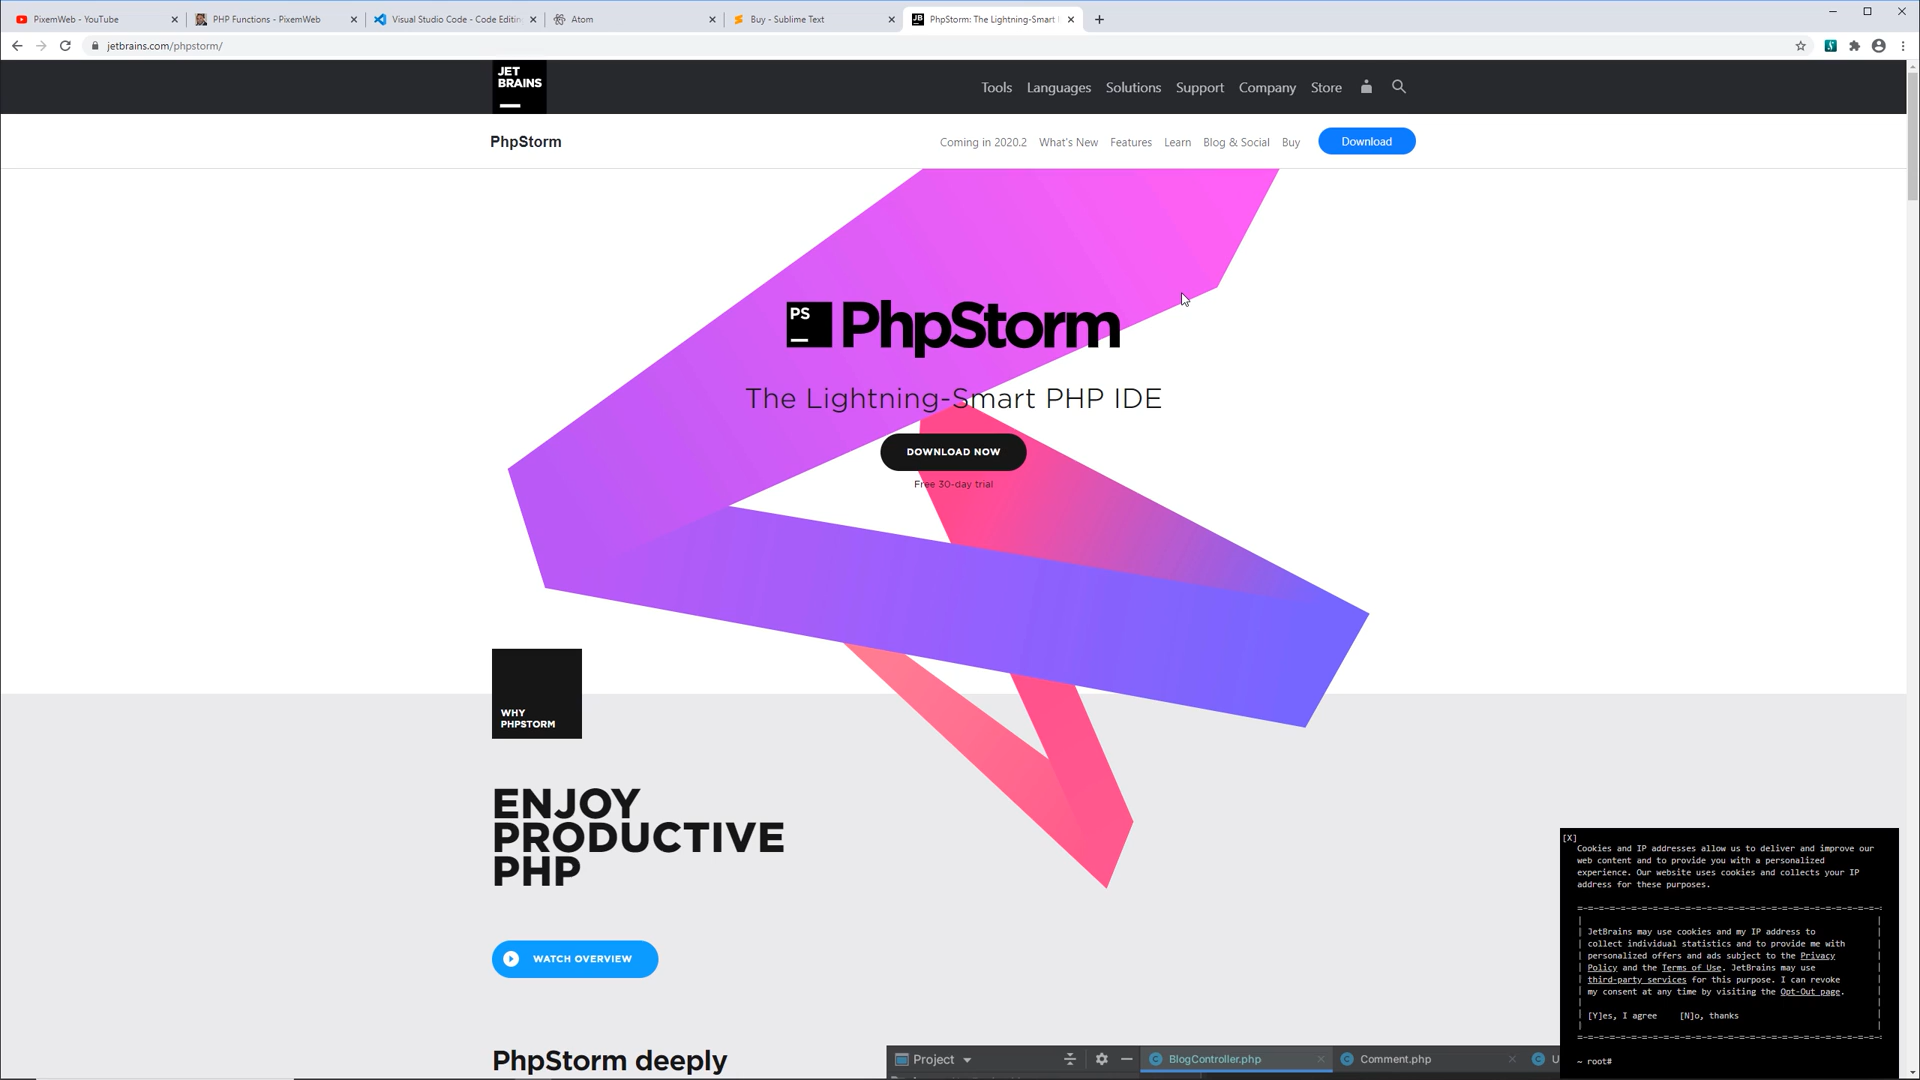 PixemWeb - YouTube
PHP Functions - PixemWeb
Visual Studio Code - Code Editin
Atom
Buy - Sublime Text
PhpStorm: The Lightning-Smart
jetbrains.com/phpstorm/
JET
BRAINS
Tools
Languages
Solutions
Support
Company
Store
PhpStorm
Coming in 2020.2
What's New
Features
Learn
Blog & Social
Buy
Download
PS
PhpStorm
The Lightning-Smart PHP IDE
DOWNLOAD NOW
Free 30-day trial
WHY
PHPSTORM
ENJOY
PRODUCTIVE
PHP
WATCH OVERVIEW
PhpStorm deeply
Project
BlogController.php
Comment.php
U
[X]
Cookies and IP addresses allow us to deliver and improve our
web content and to provide you with a personalized
experience. Our website uses cookies and collects your IP
address for these purposes.
JetBrains may use cookies and my IP address to
collect individual statistics and to provide me with
personalized offers and ads subject to the Privacy
Policy and the Terms of Use. JetBrains may use
third-party services for this purpose. I can revoke
my consent at any time by visiting the Opt-Out page.
[Y]es, I agree [N]o, thanks
~ root#